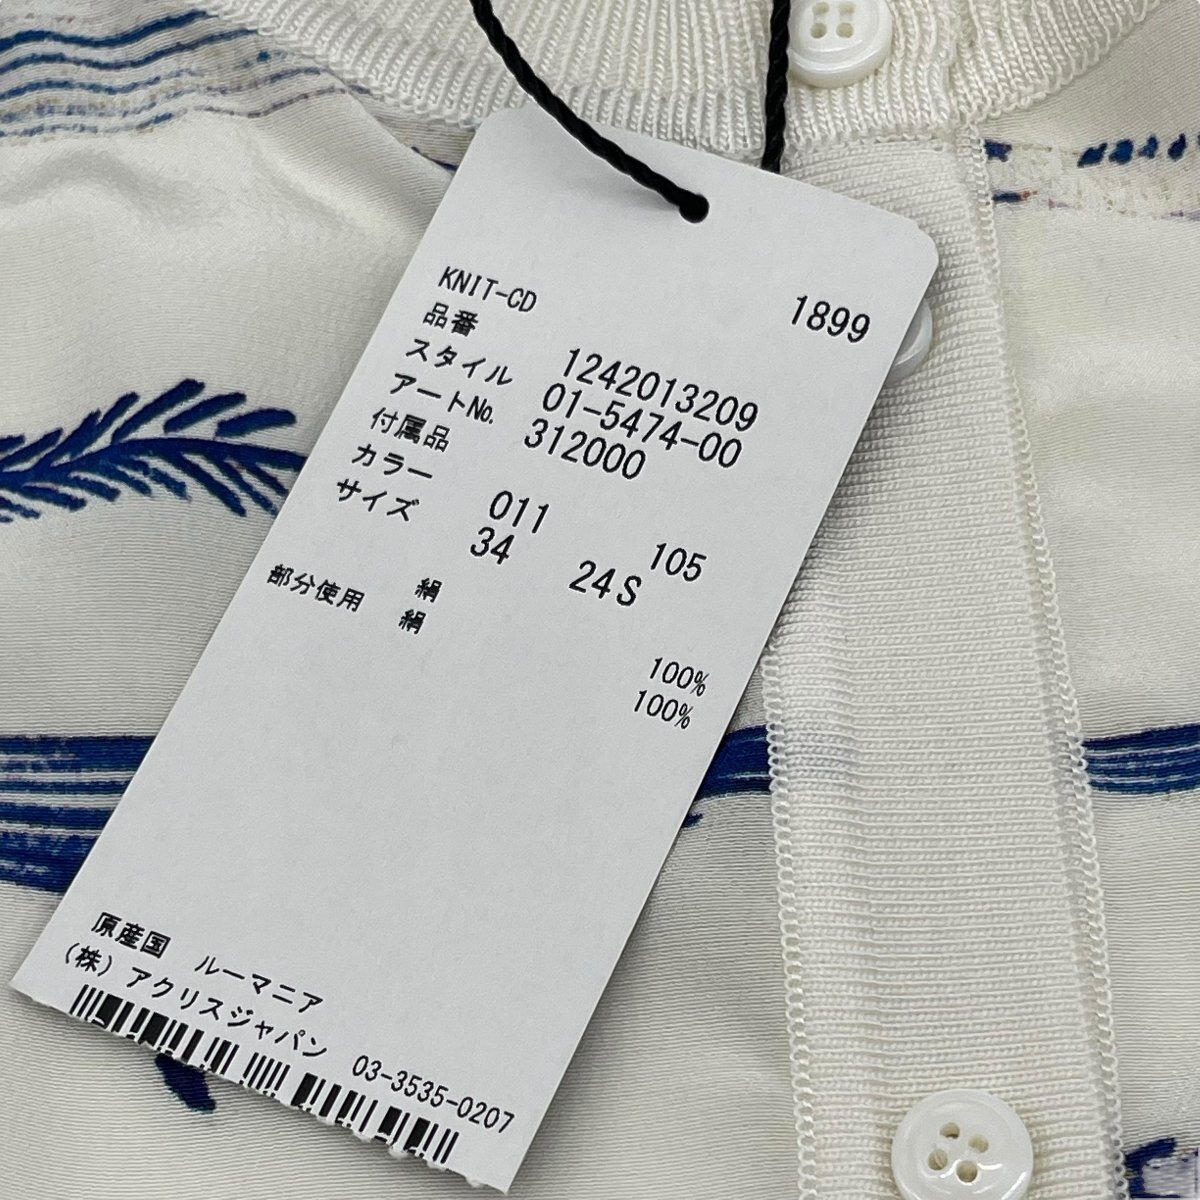 KNIT-CD 1899
品番 1242013209
スタイル 01-5474-00
アートNo. 312000
付属品
カラー 011 105
サイズ 34 24S
絹 100%
部分使用 絹 100%
原産国 ルーマニア
(株)アクリスジャパン 03-3535-0207